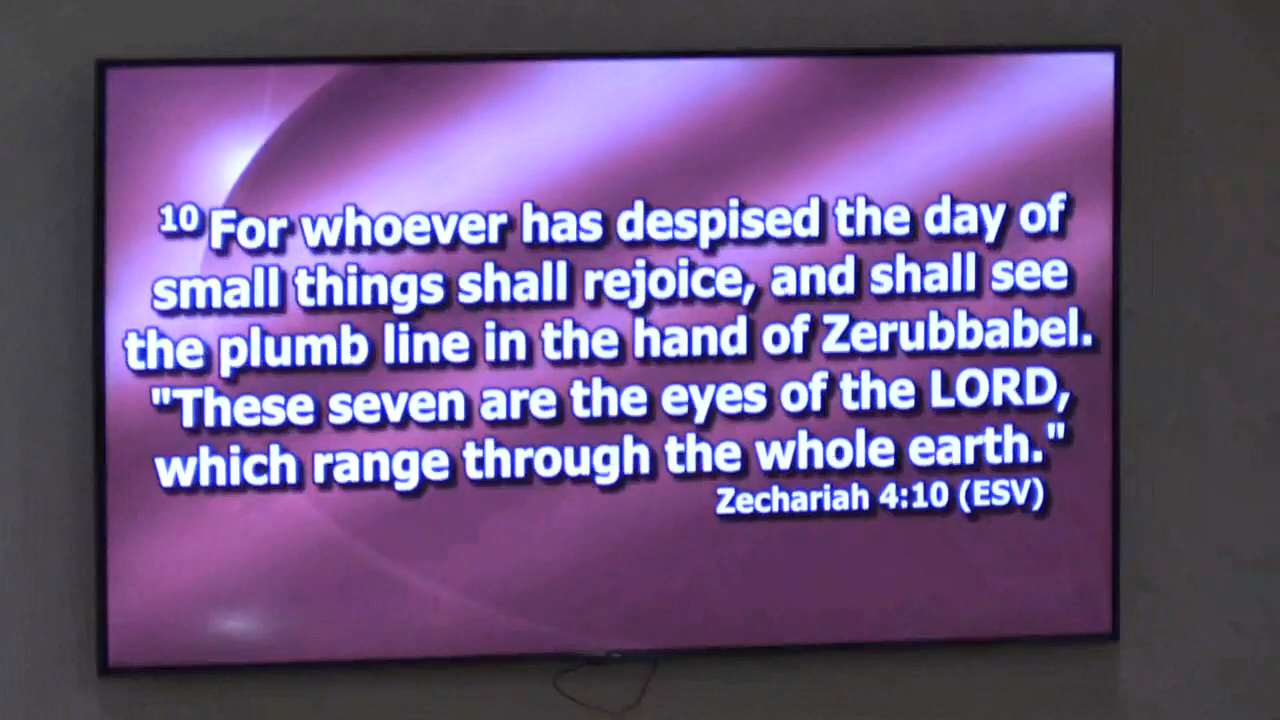 10 For whoever has despised the day of
small things shall rejoice, and shall see
the plumb line in the hand of Zerubbabel.
"These seven are the eyes of the LORD,
which range through the whole earth."
Zechariah 4:10 (ESV)